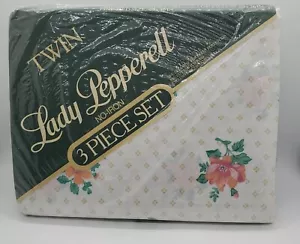 TWIN
Lady Pepperell
NO-IRON
3 PIECE SET